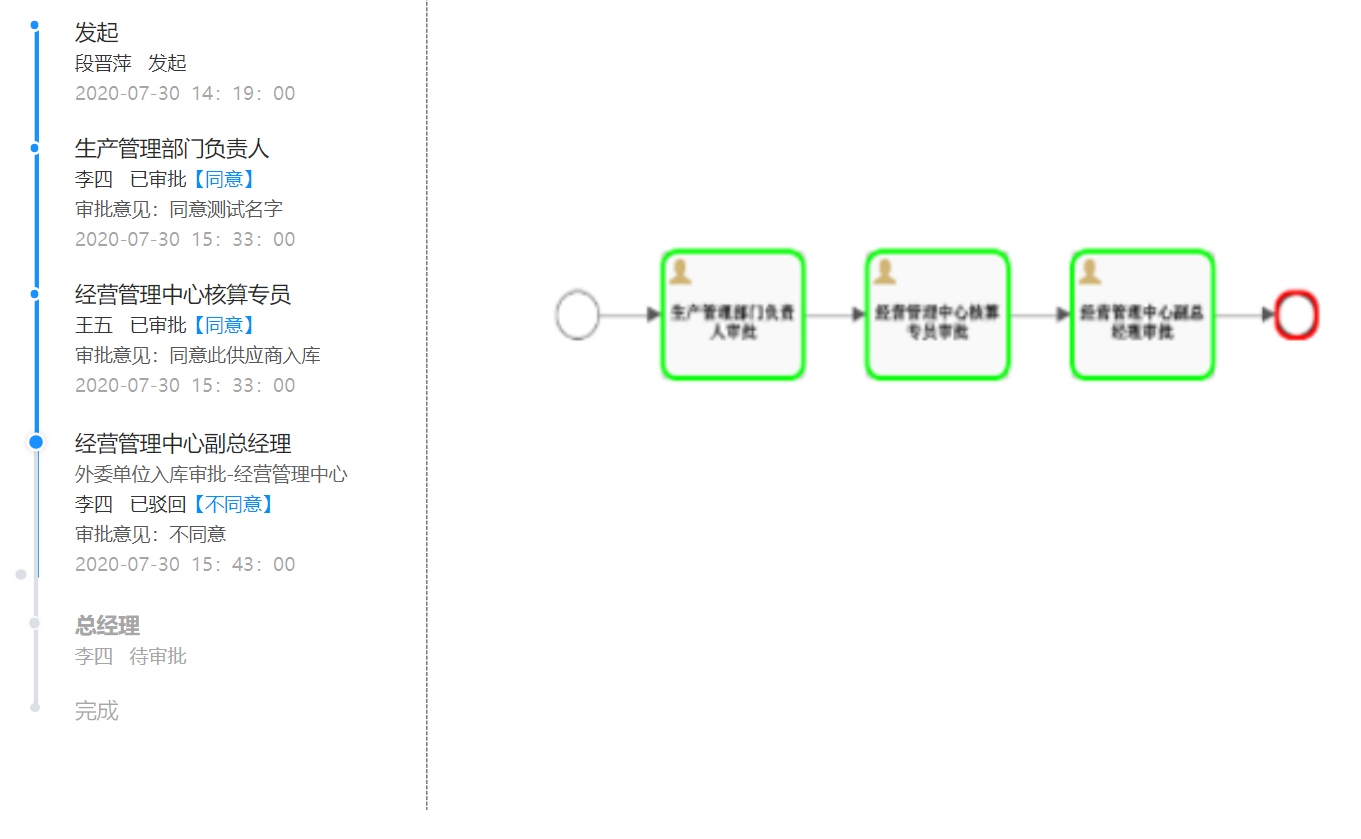 发起
段晋萍 发起
2020-07-30 14：19：00
生产管理部门负责人
李四 已审批【同意】
审批意见：同意测试名字
2020-07-30 15：33：00
经营管理中心核算专员
王五 已审批【同意】
审批意见：同意此供应商入库
2020-07-30 15：33：00
经营管理中心副总经理
外委单位入库审批-经营管理中心
李四 已驳回【不同意】
审批意见：不同意
2020-07-30 15：43：00
总经理
李四 待审批
完成
生产管理部门负责
人审批
经营管理中心核算
专员审批
经营管理中心副总
经理审批